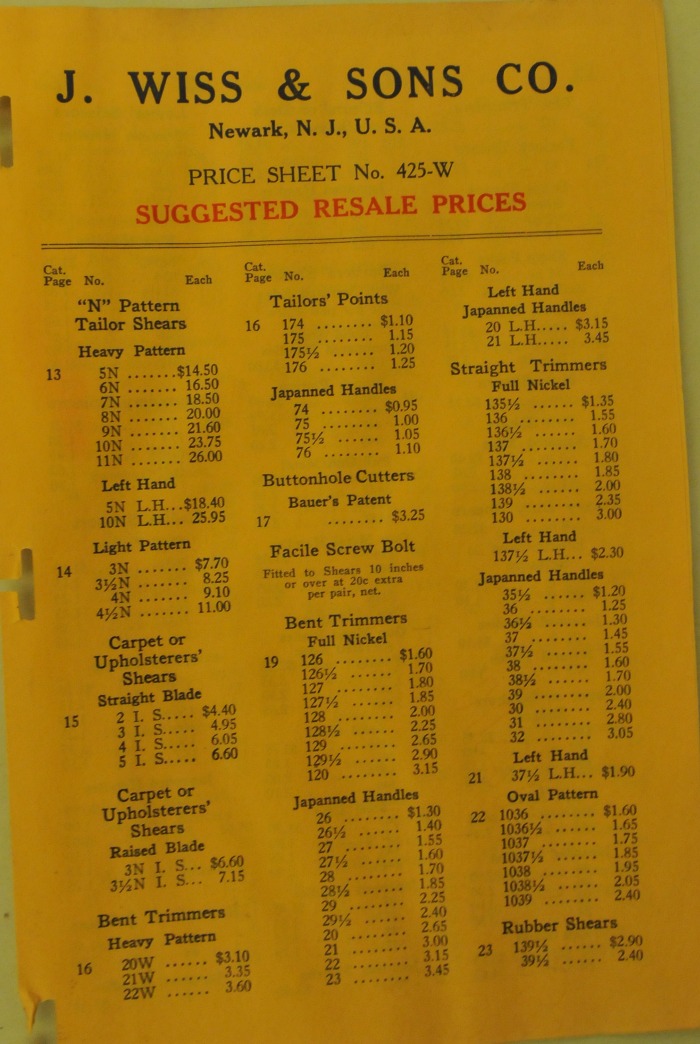 J. WISS & SONS CO.
Newark, N. J., U. S. A.
PRICE SHEET No. 425-W
SUGGESTED RESALE PRICES
Cat.
Page No. Each
"N" Pattern
Tailor Shears
Heavy Pattern
13 5N .......$14.50
6N ....... 16.50
7N ....... 18.50
8N ....... 20.00
9N ....... 21.60
10N ....... 23.75
11N ....... 26.00
Left Hand
5N L.H...$18.40
10N L.H... 25.95
Light Pattern
14 3N ....... $7.70
3½N ....... 8.25
4N ....... 9.10
4½N ....... 11.00
Carpet or
Upholsterers'
Shears
Straight Blade
15 2 I. S..... $4.40
3 I. S..... 4.95
4 I. S..... 6.05
5 I. S..... 6.60
Carpet or
Upholsterers'
Shears
Raised Blade
3N I. S... $6.60
3½N I. S... 7.15
Bent Trimmers
Heavy Pattern
16 20W ...... $3.10
21W ...... 3.35
22W ...... 3.60
Cat.
Page No. Each
Tailors' Points
16 174 ........ $1.10
175 ........ 1.15
175½ ...... 1.20
176 ........ 1.25
Japanned Handles
74 ........ $0.95
75 ........ 1.00
75½ ...... 1.05
76 ........ 1.10
Buttonhole Cutters
Bauer's Patent
17 ........ $3.25
Facile Screw Bolt
Fitted to Shears 10 inches
or over at 20c extra
per pair, net.
Bent Trimmers
Full Nickel
19 126 ........ $1.60
126½ ...... 1.70
127 ........ 1.80
127½ ...... 1.85
128 ........ 2.00
128½ ...... 2.25
129 ........ 2.65
129½ ...... 2.90
120 ........ 3.15
Japanned Handles
26 ........ $1.30
26½ ...... 1.40
27 ........ 1.55
27½ ...... 1.60
28 ........ 1.70
28½ ...... 1.85
29 ........ 2.25
29½ ...... 2.40
20 ........ 2.65
21 ........ 3.00
22 ........ 3.15
23 ........ 3.45
Cat.
Page No. Each
Left Hand
Japanned Handles
20 L.H..... $3.15
21 L.H..... 3.45
Straight Trimmers
Full Nickel
135½ ...... $1.35
136 ........ 1.55
136½ ...... 1.60
137 ........ 1.70
137½ ...... 1.80
138 ........ 1.85
138½ ...... 2.00
139 ........ 2.35
130 ........ 3.00
Left Hand
137½ L.H... $2.30
Japanned Handles
35½ ...... $1.20
36 ........ 1.25
36½ ...... 1.30
37 ........ 1.45
37½ ...... 1.55
38 ........ 1.60
38½ ...... 1.70
39 ........ 2.00
30 ........ 2.40
31 ........ 2.80
32 ........ 3.05
Left Hand
21 37½ L.H... $1.90
Oval Pattern
22 1036 ........ $1.60
1036½ ...... 1.65
1037 ........ 1.75
1037½ ...... 1.85
1038 ........ 1.95
1038½ ...... 2.05
1039 ........ 2.40
Rubber Shears
23 139½ ...... $2.90
39½ ...... 2.40